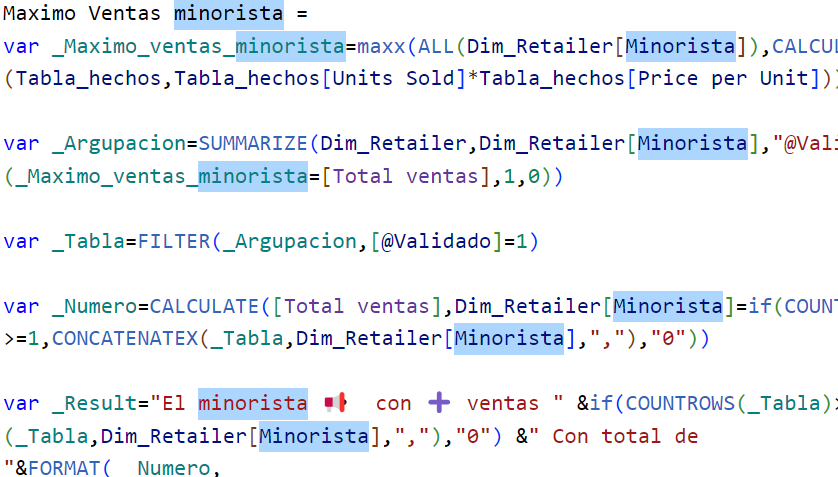 Maximo Ventas minorista =
var _Maximo_ventas_minorista=maxx(ALL(Dim_Retailer[Minorista]),CALCUL
(Tabla_hechos,Tabla_hechos[Units Sold]*Tabla_hechos[Price per Unit]))
var _Argupacion=SUMMARIZE(Dim_Retailer,Dim_Retailer[Minorista],"@Vali
(_Maximo_ventas_minorista=[Total ventas],1,0))
var _Tabla=FILTER(_Argupacion,[@Validado]=1)
var _Numero=CALCULATE([Total ventas],Dim_Retailer[Minorista]=if(COUNT
>=1,CONCATENATEX(_Tabla,Dim_Retailer[Minorista],","),"0"))
var _Result="El minorista 📢 con ➕ ventas " &if(COUNTROWS(_Tabla)>
(_Tabla,Dim_Retailer[Minorista],","),"0") &" Con total de
"&FORMAT(_Numero,